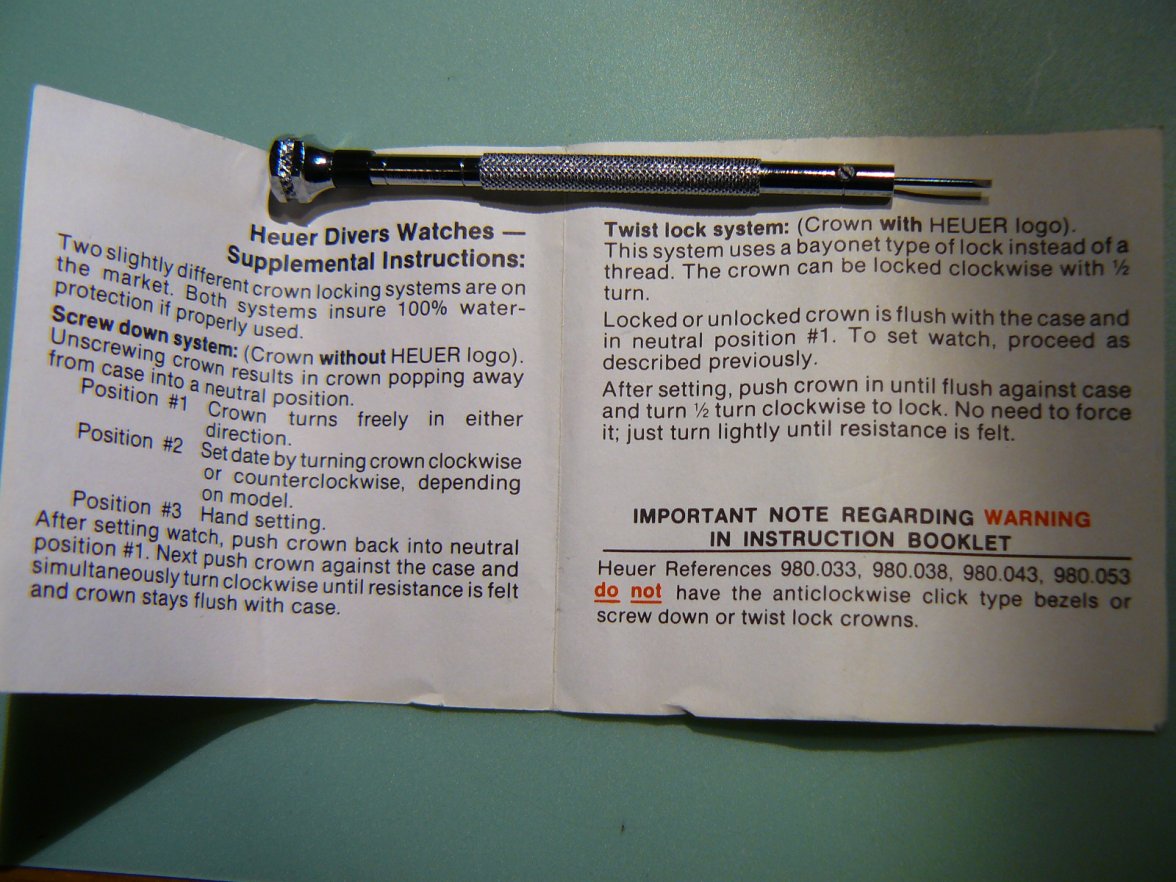 Heuer Divers Watches —
Supplemental Instructions:
Two slightly different crown locking systems are on
the market. Both systems insure 100% water-
protection if properly used.
Screw down system: (Crown without HEUER logo).
Unscrewing crown results in crown popping away
from case into a neutral position.
Position #1 Crown turns freely in either
direction.
Position #2 Set date by turning crown clockwise
or counterclockwise, depending
on model.
Position #3 Hand setting.
After setting watch, push crown back into neutral
position #1. Next push crown against the case and
simultaneously turn clockwise until resistance is felt
and crown stays flush with case.
Twist lock system: (Crown with HEUER logo).
This system uses a bayonet type of lock instead of a
thread. The crown can be locked clockwise with ½
turn.
Locked or unlocked crown is flush with the case and
in neutral position #1. To set watch, proceed as
described previously.
After setting, push crown in until flush against case
and turn ½ turn clockwise to lock. No need to force
it; just turn lightly until resistance is felt.
IMPORTANT NOTE REGARDING WARNING
IN INSTRUCTION BOOKLET
Heuer References 980.033, 980.038, 980.043, 980.053
do not have the anticlockwise click type bezels or
screw down or twist lock crowns.